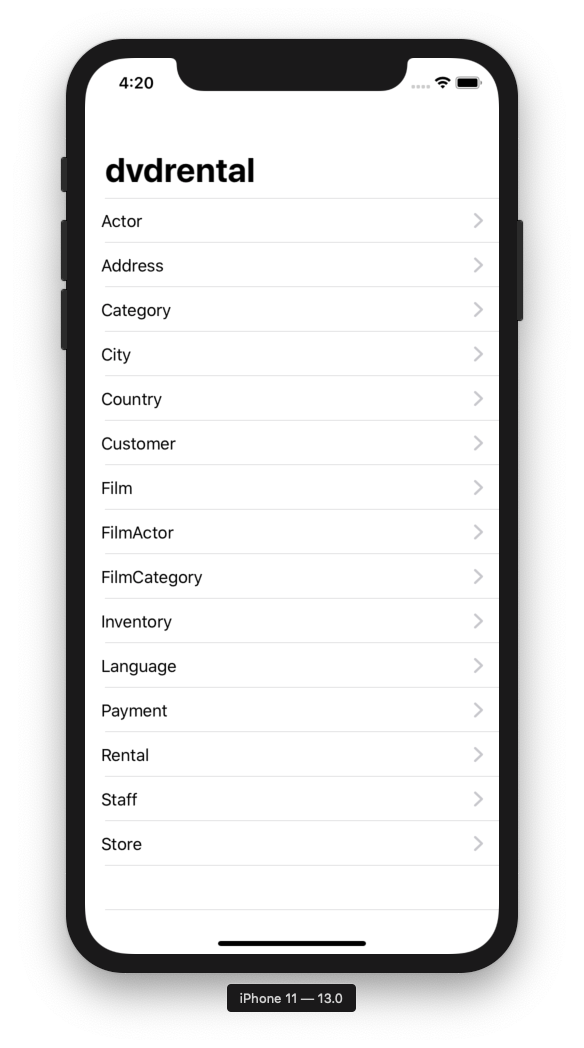 4:20
dvdrental
Actor
Address
Category
City
Country
Customer
Film
FilmActor
FilmCategory
Inventory
Language
Payment
Rental
Staff
Store
iPhone 11 — 13.0